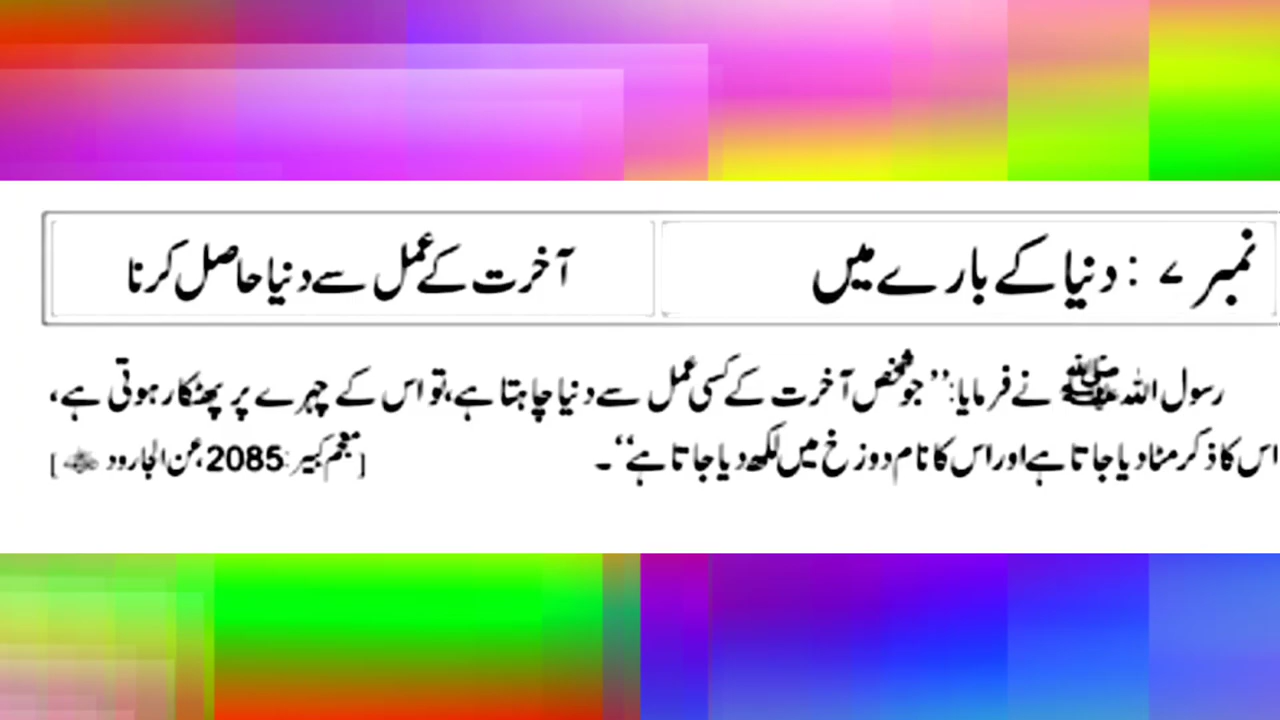 نمبر ۷ : دنیا کے بارے میں
آخرت کے عمل سے دنیا حاصل کرنا
رسول اللہ ﷺ نے فرمایا: ’’جو شخص آخرت کے کسی عمل سے دنیا چاہتا ہے، تو اس کے چہرے پر پھٹکار ہوتی ہے،
اس کا ذکر مٹا دیا جاتا ہے اور اس کا نام دوزخ میں لکھ دیا جاتا ہے‘‘۔ [معجم کبیر: 2085، عن الجارود ؓ]